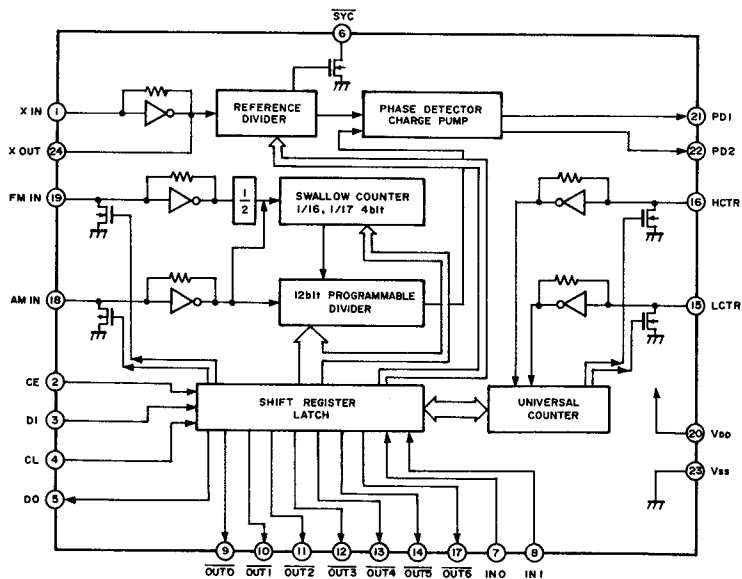 SYC
6
X IN 1
REFERENCE
DIVIDER
PHASE DETECTOR
CHARGE PUMP
21 PD1
X OUT 24
22 PD2
FM IN 19
1
2
SWALLOW COUNTER
1/16, 1/17 4bit
16 HCTR
AM IN 18
12bit PROGRAMMABLE
DIVIDER
15 LCTR
CE 2
DI 3
SHIFT REGISTER
LATCH
UNIVERSAL
COUNTER
20 VDD
CL 4
23 VSS
DO 5
9 10 11 12 13 14 17 7 8
OUT0 OUT1 OUT2 OUT3 OUT4 OUT5 OUT6 IN0 IN1